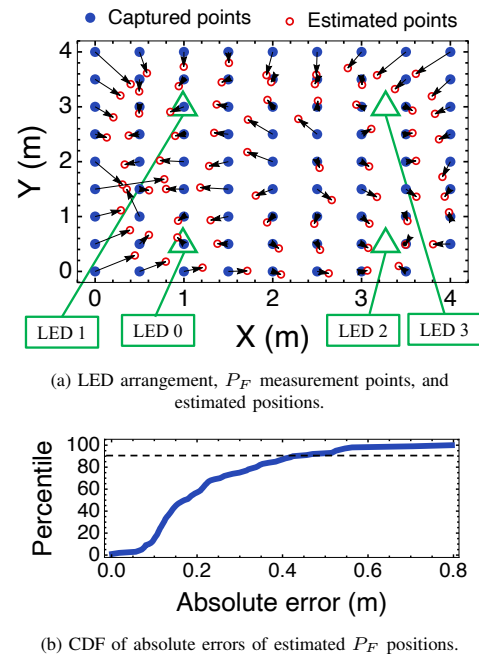 Captured points Estimated points
4
3
2
1
0
Y (m)
0 1 2 3 4
X (m)
LED 1 LED 0 LED 2 LED 3
(a) LED arrangement, P_F measurement points, and
estimated positions.
100
80
60
40
20
0
Percentile
0.0 0.2 0.4 0.6 0.8
Absolute error (m)
(b) CDF of absolute errors of estimated P_F positions.